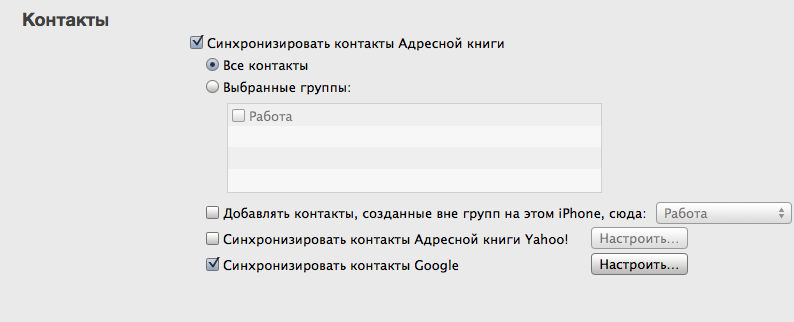 Контакты
Синхронизировать контакты Адресной книги
Все контакты
Выбранные группы:
Работа
Добавлять контакты, созданные вне групп на этом iPhone, сюда: Работа
Синхронизировать контакты Адресной книги Yahoo! Настроить...
Синхронизировать контакты Google Настроить...